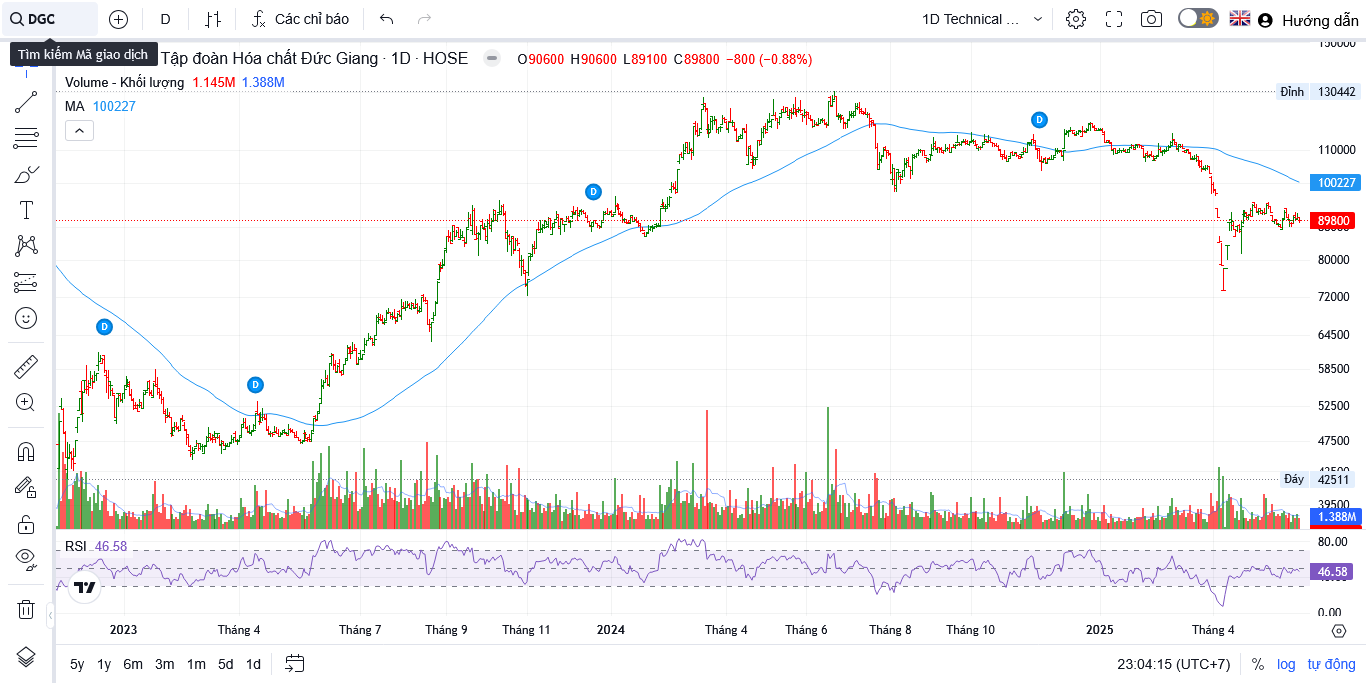 DGC
D
Các chỉ báo
1D Technical ...
Hướng dẫn
Tìm kiếm Mã giao dịch
Tập đoàn Hóa chất Đức Giang · 1D · HOSE
O90600 H90600 L89100 C89800 −800 (−0.88%)
Volume - Khối lượng 1.145M 1.388M
MA 100227
150000
Đỉnh 130442
110000
100227
89800
80000
72000
64500
58500
52500
47500
Đáy 42511
39500
1.388M
D
D
D
D
RSI 46.58
80.00
46.58
0.00
2023 Tháng 4 Tháng 7 Tháng 9 Tháng 11 2024 Tháng 4 Tháng 6 Tháng 8 Tháng 10 2025 Tháng 4
5y 1y 6m 3m 1m 5d 1d
23:04:15 (UTC+7) % log tự động